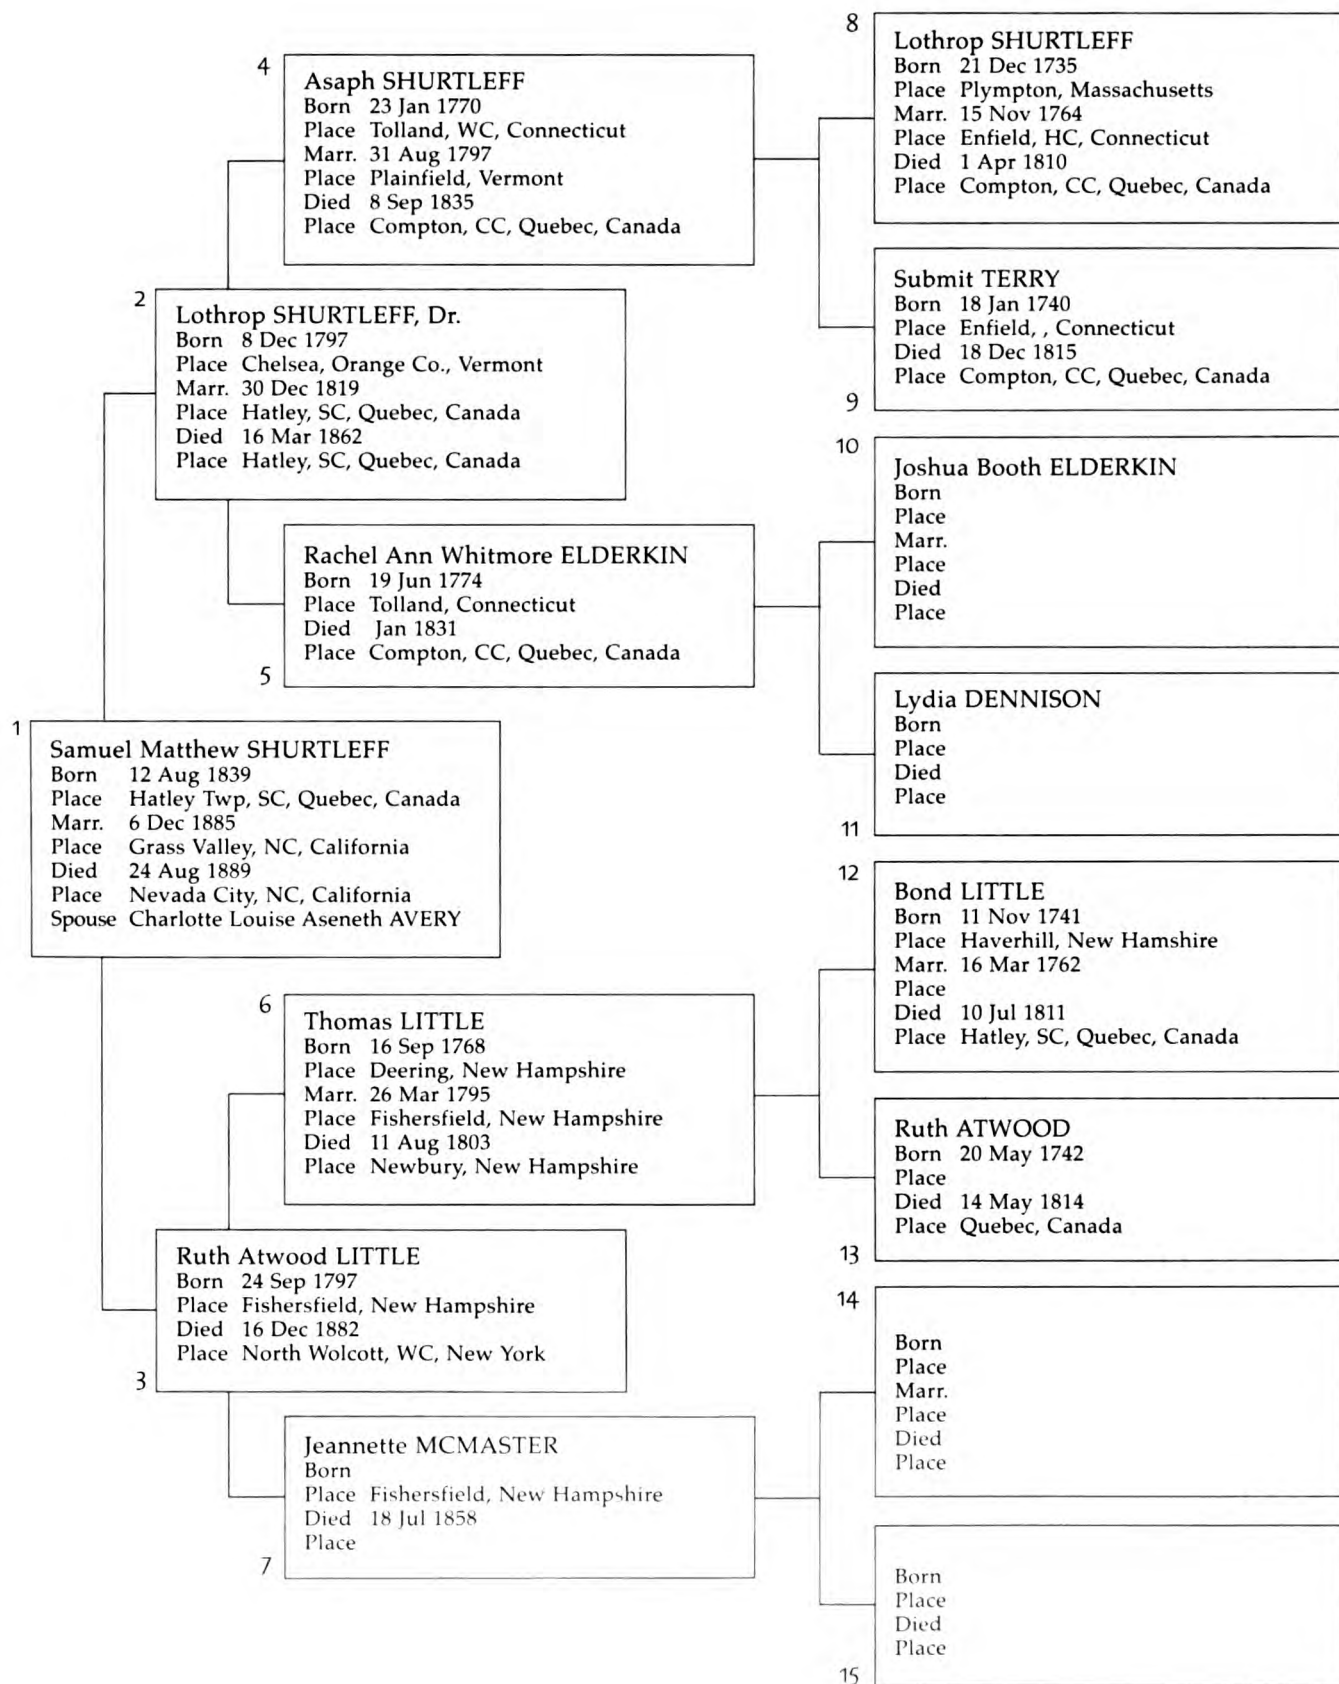 8
Lothrop SHURTLEFF
Born 21 Dec 1735
Place Plympton, Massachusetts
Marr. 15 Nov 1764
Place Enfield, HC, Connecticut
Died 1 Apr 1810
Place Compton, CC, Quebec, Canada
4
Asaph SHURTLEFF
Born 23 Jan 1770
Place Tolland, WC, Connecticut
Marr. 31 Aug 1797
Place Plainfield, Vermont
Died 8 Sep 1835
Place Compton, CC, Quebec, Canada
Submit TERRY
Born 18 Jan 1740
Place Enfield, , Connecticut
Died 18 Dec 1815
Place Compton, CC, Quebec, Canada
9
2
Lothrop SHURTLEFF, Dr.
Born 8 Dec 1797
Place Chelsea, Orange Co., Vermont
Marr. 30 Dec 1819
Place Hatley, SC, Quebec, Canada
Died 16 Mar 1862
Place Hatley, SC, Quebec, Canada
10
Joshua Booth ELDERKIN
Born
Place
Marr.
Place
Died
Place
Rachel Ann Whitmore ELDERKIN
Born 19 Jun 1774
Place Tolland, Connecticut
Died Jan 1831
Place Compton, CC, Quebec, Canada
5
Lydia DENNISON
Born
Place
Died
Place
11
1
Samuel Matthew SHURTLEFF
Born 12 Aug 1839
Place Hatley Twp, SC, Quebec, Canada
Marr. 6 Dec 1885
Place Grass Valley, NC, California
Died 24 Aug 1889
Place Nevada City, NC, California
Spouse Charlotte Louise Aseneth AVERY
12
Bond LITTLE
Born 11 Nov 1741
Place Haverhill, New Hamshire
Marr. 16 Mar 1762
Place
Died 10 Jul 1811
Place Hatley, SC, Quebec, Canada
6
Thomas LITTLE
Born 16 Sep 1768
Place Deering, New Hampshire
Marr. 26 Mar 1795
Place Fishersfield, New Hampshire
Died 11 Aug 1803
Place Newbury, New Hampshire
Ruth ATWOOD
Born 20 May 1742
Place
Died 14 May 1814
Place Quebec, Canada
13
Ruth Atwood LITTLE
Born 24 Sep 1797
Place Fishersfield, New Hampshire
Died 16 Dec 1882
Place North Wolcott, WC, New York
3
14
Born
Place
Marr.
Place
Died
Place
Jeannette MCMASTER
Born
Place Fishersfield, New Hampshire
Died 18 Jul 1858
Place
7
Born
Place
Died
Place
15